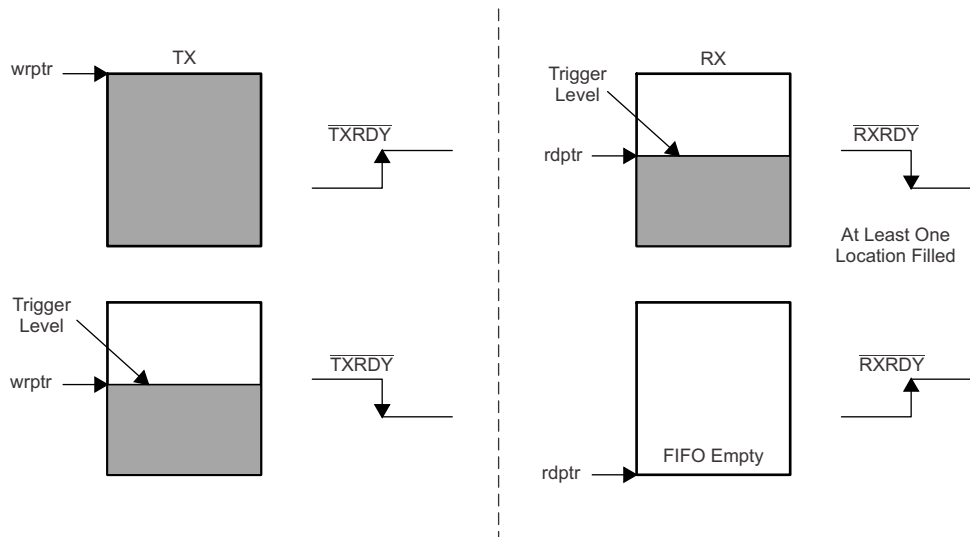 TX
wrptr
TXRDY
Trigger
Level
wrptr
TXRDY
RX
Trigger
Level
rdptr
RXRDY
At Least One
Location Filled
RXRDY
FIFO Empty
rdptr